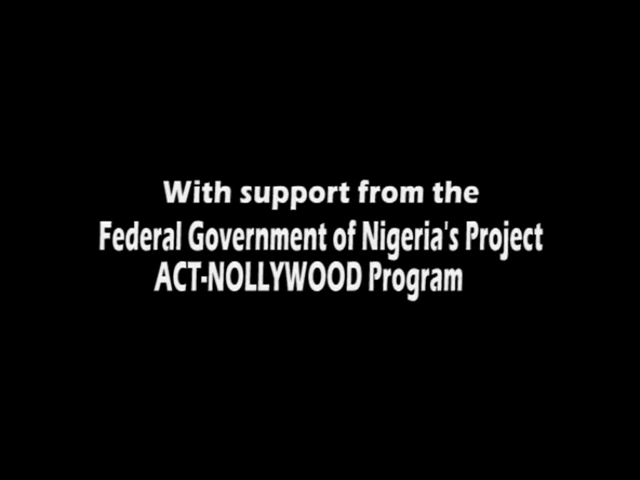 With support from the
Federal Government of Nigeria's Project
ACT-NOLLYWOOD Program